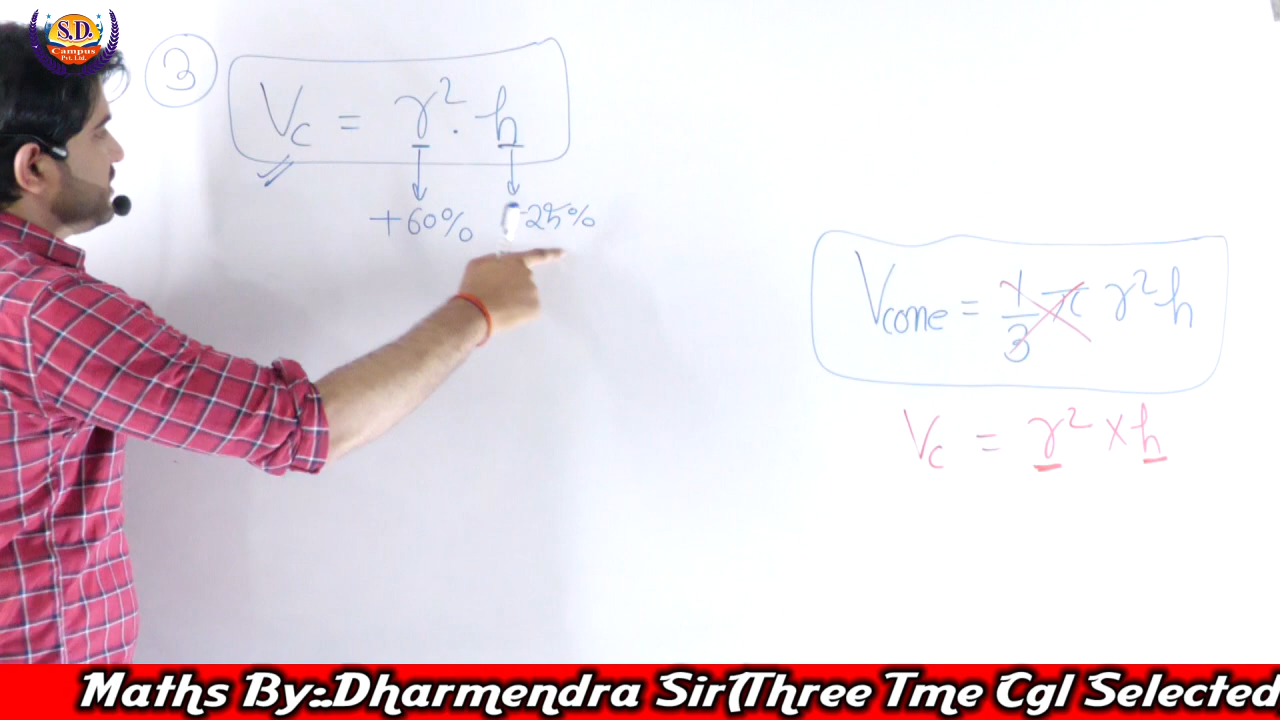 S.D.
Campus
Pvt. Ltd.
3
Vc = r². h
+60% -25%
Vcone = 1/3 π r²h
Vc = r² × h
Maths By:-Dharmendra Sir(Three Tme Cgl Selected